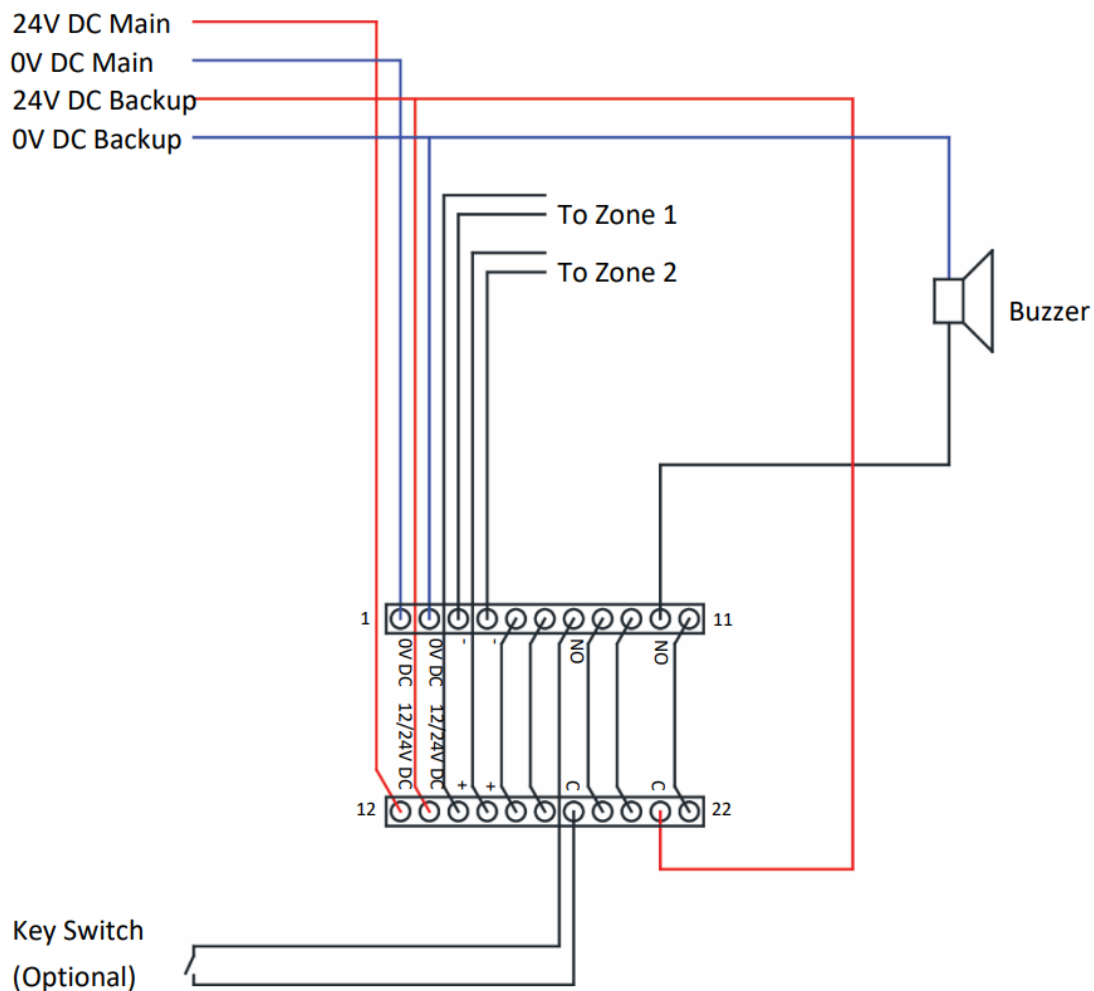 24V DC Main
0V DC Main
24V DC Backup
0V DC Backup
To Zone 1
To Zone 2
Buzzer
1
11
0V DC
0V DC
-
-
NO
NO
12/24V DC
12/24V DC
+
+
C
C
12
22
Key Switch
(Optional)